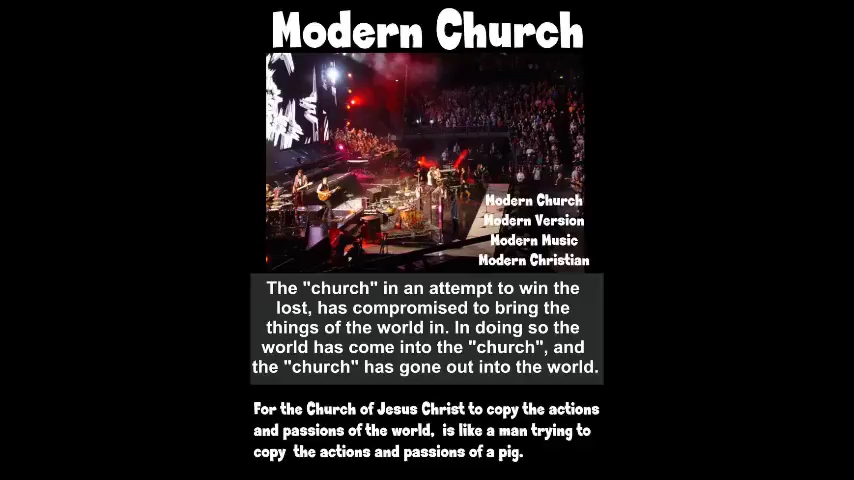 Modern Church
Modern Church
Modern Version
Modern Music
Modern Christian
The "church" in an attempt to win the
lost, has compromised to bring the
things of the world in. In doing so the
world has come into the "church", and
the "church" has gone out into the world.
For the Church of Jesus Christ to copy the actions
and passions of the world, is like a man trying to
copy the actions and passions of a pig.